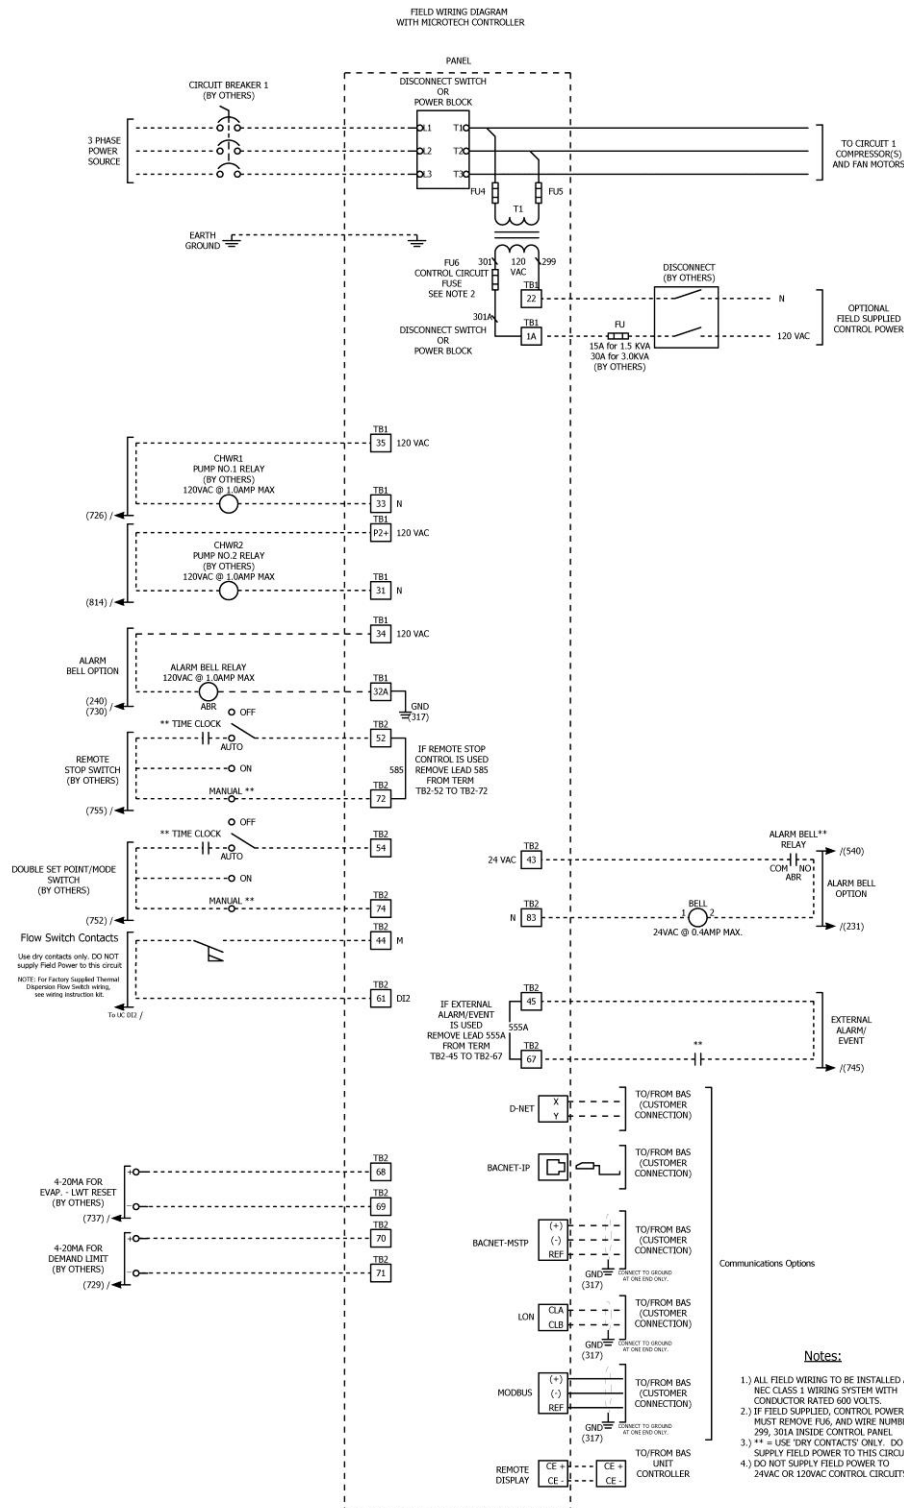 FIELD WIRING DIAGRAM
WITH MICROTECH CONTROLLER
PANEL
CIRCUIT BREAKER 1
(BY OTHERS)
DISCONNECT SWITCH
OR
POWER BLOCK
3 PHASE
POWER
SOURCE
L1
T1
L2
T2
L3
T3
TO CIRCUIT 1
COMPRESSOR(S)
AND FAN MOTORS
FU4
FU5
T1
EARTH
GROUND
301
120
VAC
299
FU6
CONTROL CIRCUIT
FUSE
SEE NOTE 2
TB1
22
301A
TB1
1A
DISCONNECT SWITCH
OR
POWER BLOCK
DISCONNECT
(BY OTHERS)
N
FU
120 VAC
15A for 1.5 KVA
30A for 3.0KVA
(BY OTHERS)
OPTIONAL
FIELD SUPPLIED
CONTROL POWER
TB1
35 120 VAC
CHWR1
PUMP NO.1 RELAY
(BY OTHERS)
120VAC @ 1.0AMP MAX
TB1
33 N
(726) /
TB1
P2+ 120 VAC
CHWR2
PUMP NO.2 RELAY
(BY OTHERS)
120VAC @ 1.0AMP MAX
TB1
31 N
(814) /
TB1
34 120 VAC
ALARM
BELL OPTION
ALARM BELL RELAY
120VAC @ 1.0AMP MAX
ABR
TB1
32A
GND
(317)
(240)
(730) /
OFF
** TIME CLOCK
AUTO
TB2
52
REMOTE
STOP SWITCH
(BY OTHERS)
ON
585
IF REMOTE STOP
CONTROL IS USED
REMOVE LEAD 585
FROM TERM
TB2-52 TO TB2-72
MANUAL **
TB2
72
(755) /
OFF
** TIME CLOCK
AUTO
TB2
54
DOUBLE SET POINT/MODE
SWITCH
(BY OTHERS)
ON
MANUAL **
TB2
74
(752) /
TB2
24 VAC 43
ALARM BELL**
RELAY
COM NO
ABR
/(540)
ALARM BELL
OPTION
TB2
N 83
BELL
1 2
24VAC @ 0.4AMP MAX.
/(231)
Flow Switch Contacts
Use dry contacts only. DO NOT
supply Field Power to this circuit
NOTE: For Factory Supplied Thermal
Dispersion Flow Switch wiring,
see wiring instruction kit.
TB2
44 M
TB2
61 DI2
To UC DI2 /
IF EXTERNAL
ALARM/EVENT
IS USED
REMOVE LEAD 555A
FROM TERM
TB2-45 TO TB2-67
TB2
45
555A
TB2
67
**
EXTERNAL
ALARM/
EVENT
/(745)
D-NET
X
Y
TO/FROM BAS
(CUSTOMER
CONNECTION)
BACNET-IP
TO/FROM BAS
(CUSTOMER
CONNECTION)
4-20MA FOR
EVAP. - LWT RESET
(BY OTHERS)
+
-
TB2
68
TB2
69
(737) /
4-20MA FOR
DEMAND LIMIT
(BY OTHERS)
+
-
TB2
70
TB2
71
(729) /
BACNET-MSTP
(+)
(-)
REF
GND
(317)
CONNECT TO GROUND
AT ONE END ONLY.
TO/FROM BAS
(CUSTOMER
CONNECTION)
Communications Options
LON
CLA
CLB
GND
(317)
CONNECT TO GROUND
AT ONE END ONLY.
TO/FROM BAS
(CUSTOMER
CONNECTION)
MODBUS
(+)
(-)
REF
GND
(317)
CONNECT TO GROUND
AT ONE END ONLY.
TO/FROM BAS
(CUSTOMER
CONNECTION)
REMOTE
DISPLAY
CE +
CE -
CE +
CE -
TO/FROM BAS
UNIT
CONTROLLER
Notes:
1.) ALL FIELD WIRING TO BE INSTALLED
NEC CLASS 1 WIRING SYSTEM WITH
CONDUCTOR RATED 600 VOLTS.
2.) IF FIELD SUPPLIED, CONTROL POWER
MUST REMOVE FU6, AND WIRE
299, 301A INSIDE CONTROL PANEL
3.) ** = USE 'DRY CONTACTS' ONLY. DO
SUPPLY FIELD POWER TO THIS
4.) DO NOT SUPPLY FIELD POWER TO
24VAC OR 120VAC CONTROL CIRCUITS